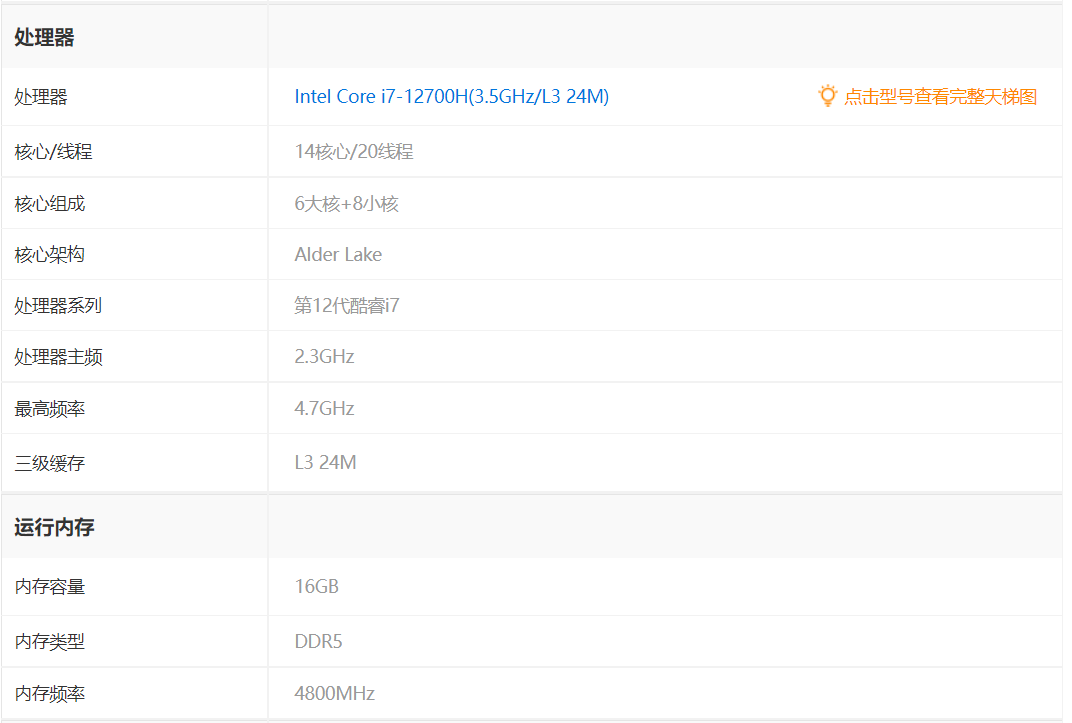 处理器
处理器 Intel Core i7-12700H(3.5GHz/L3 24M) 点击型号查看完整天梯图
核心/线程 14核心/20线程
核心组成 6大核+8小核
核心架构 Alder Lake
处理器系列 第12代酷睿i7
处理器主频 2.3GHz
最高频率 4.7GHz
三级缓存 L3 24M
运行内存
内存容量 16GB
内存类型 DDR5
内存频率 4800MHz